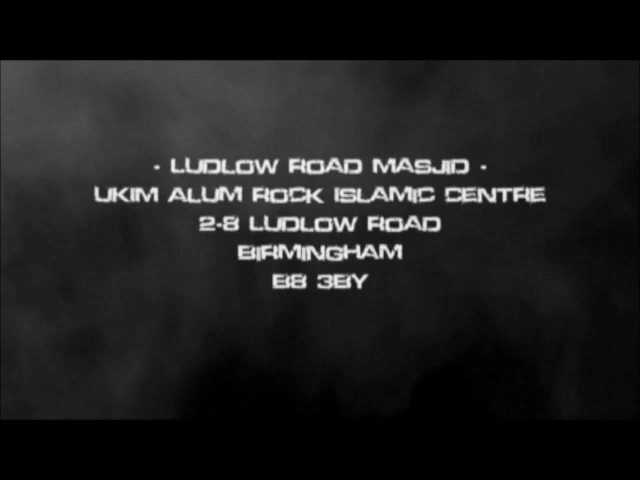 - LUDLOW ROAD MASJID -
UKIM ALUM ROCK ISLAMIC CENTRE
2-8 LUDLOW ROAD
BIRMINGHAM
B8 3BY